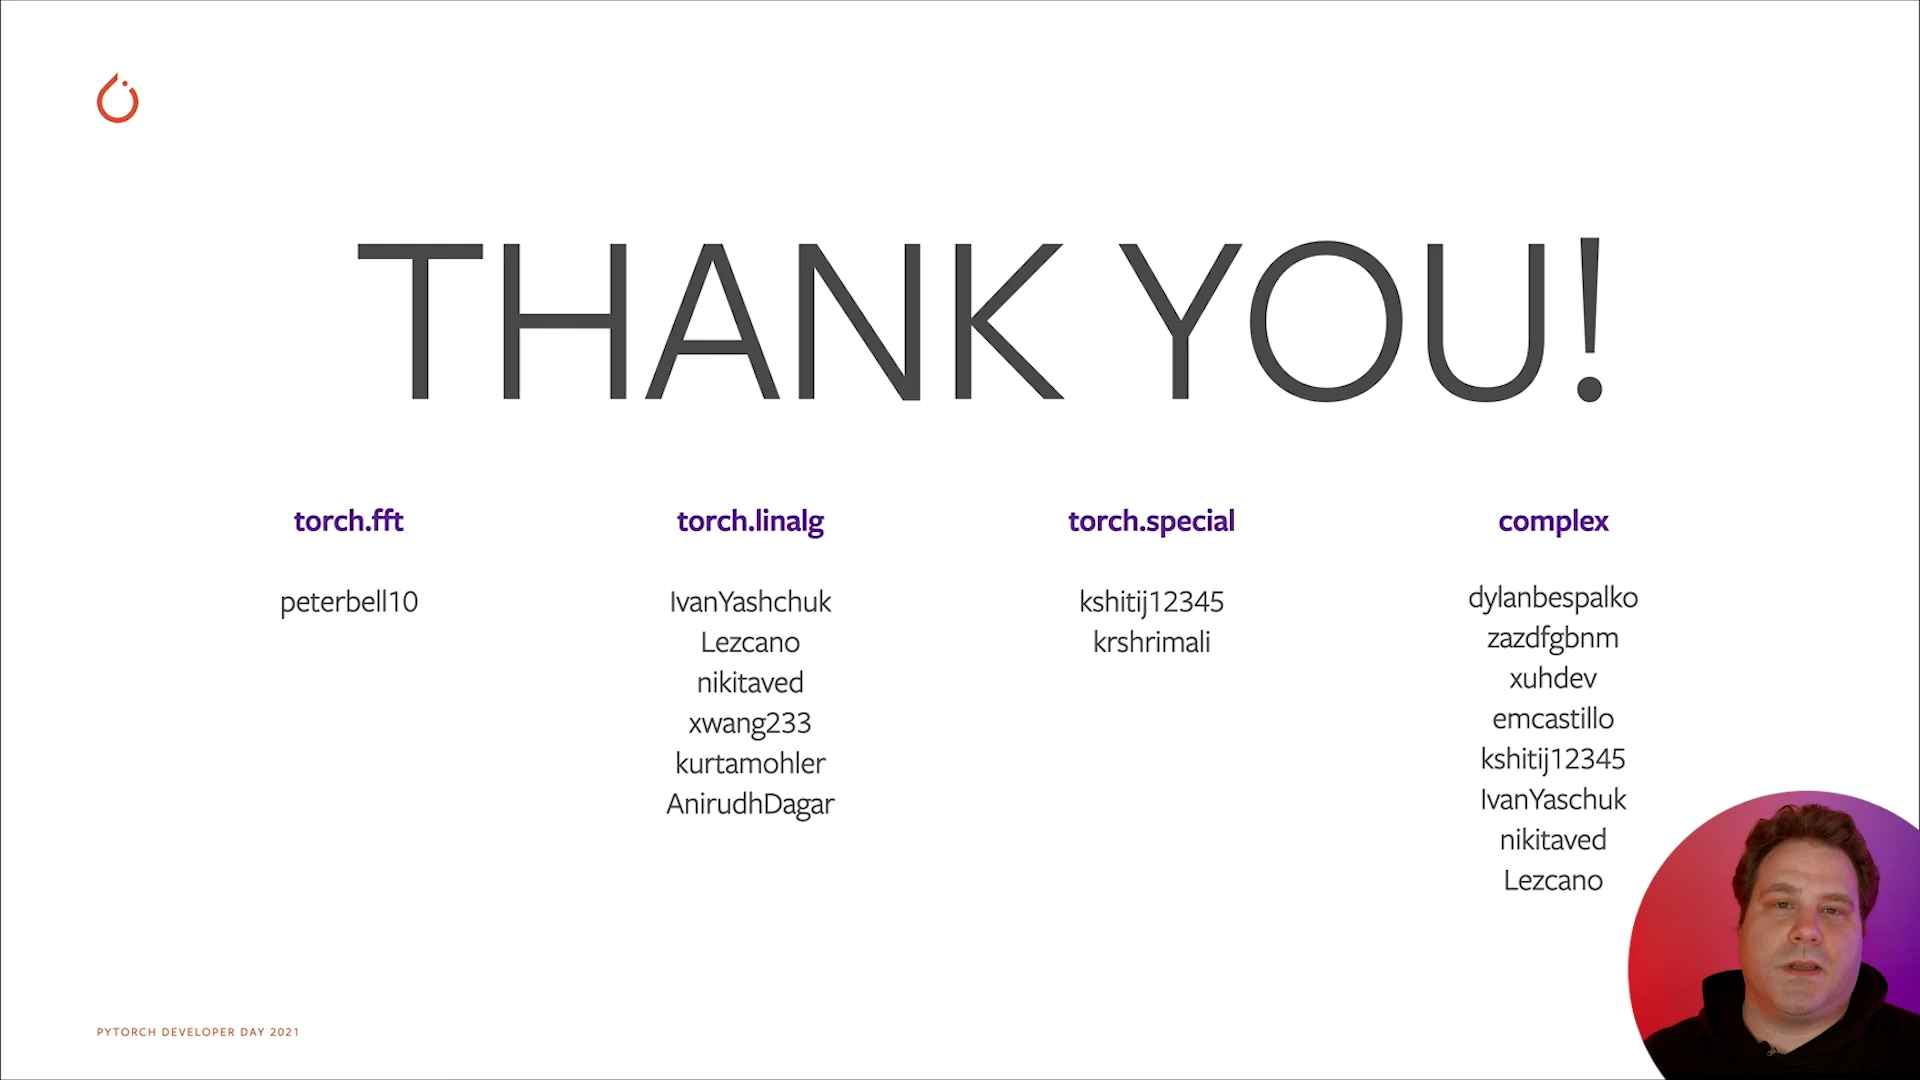 THANK YOU!
torch.fft
peterbell10
torch.linalg
IvanYashchuk
Lezcano
nikitaved
xwang233
kurtamohler
AnirudhDagar
torch.special
kshitij12345
krshrimali
complex
dylanbespalko
zazdfgbnm
xuhdev
emcastillo
kshitij12345
IvanYaschuk
nikitaved
Lezcano
PYTORCH DEVELOPER DAY 2021